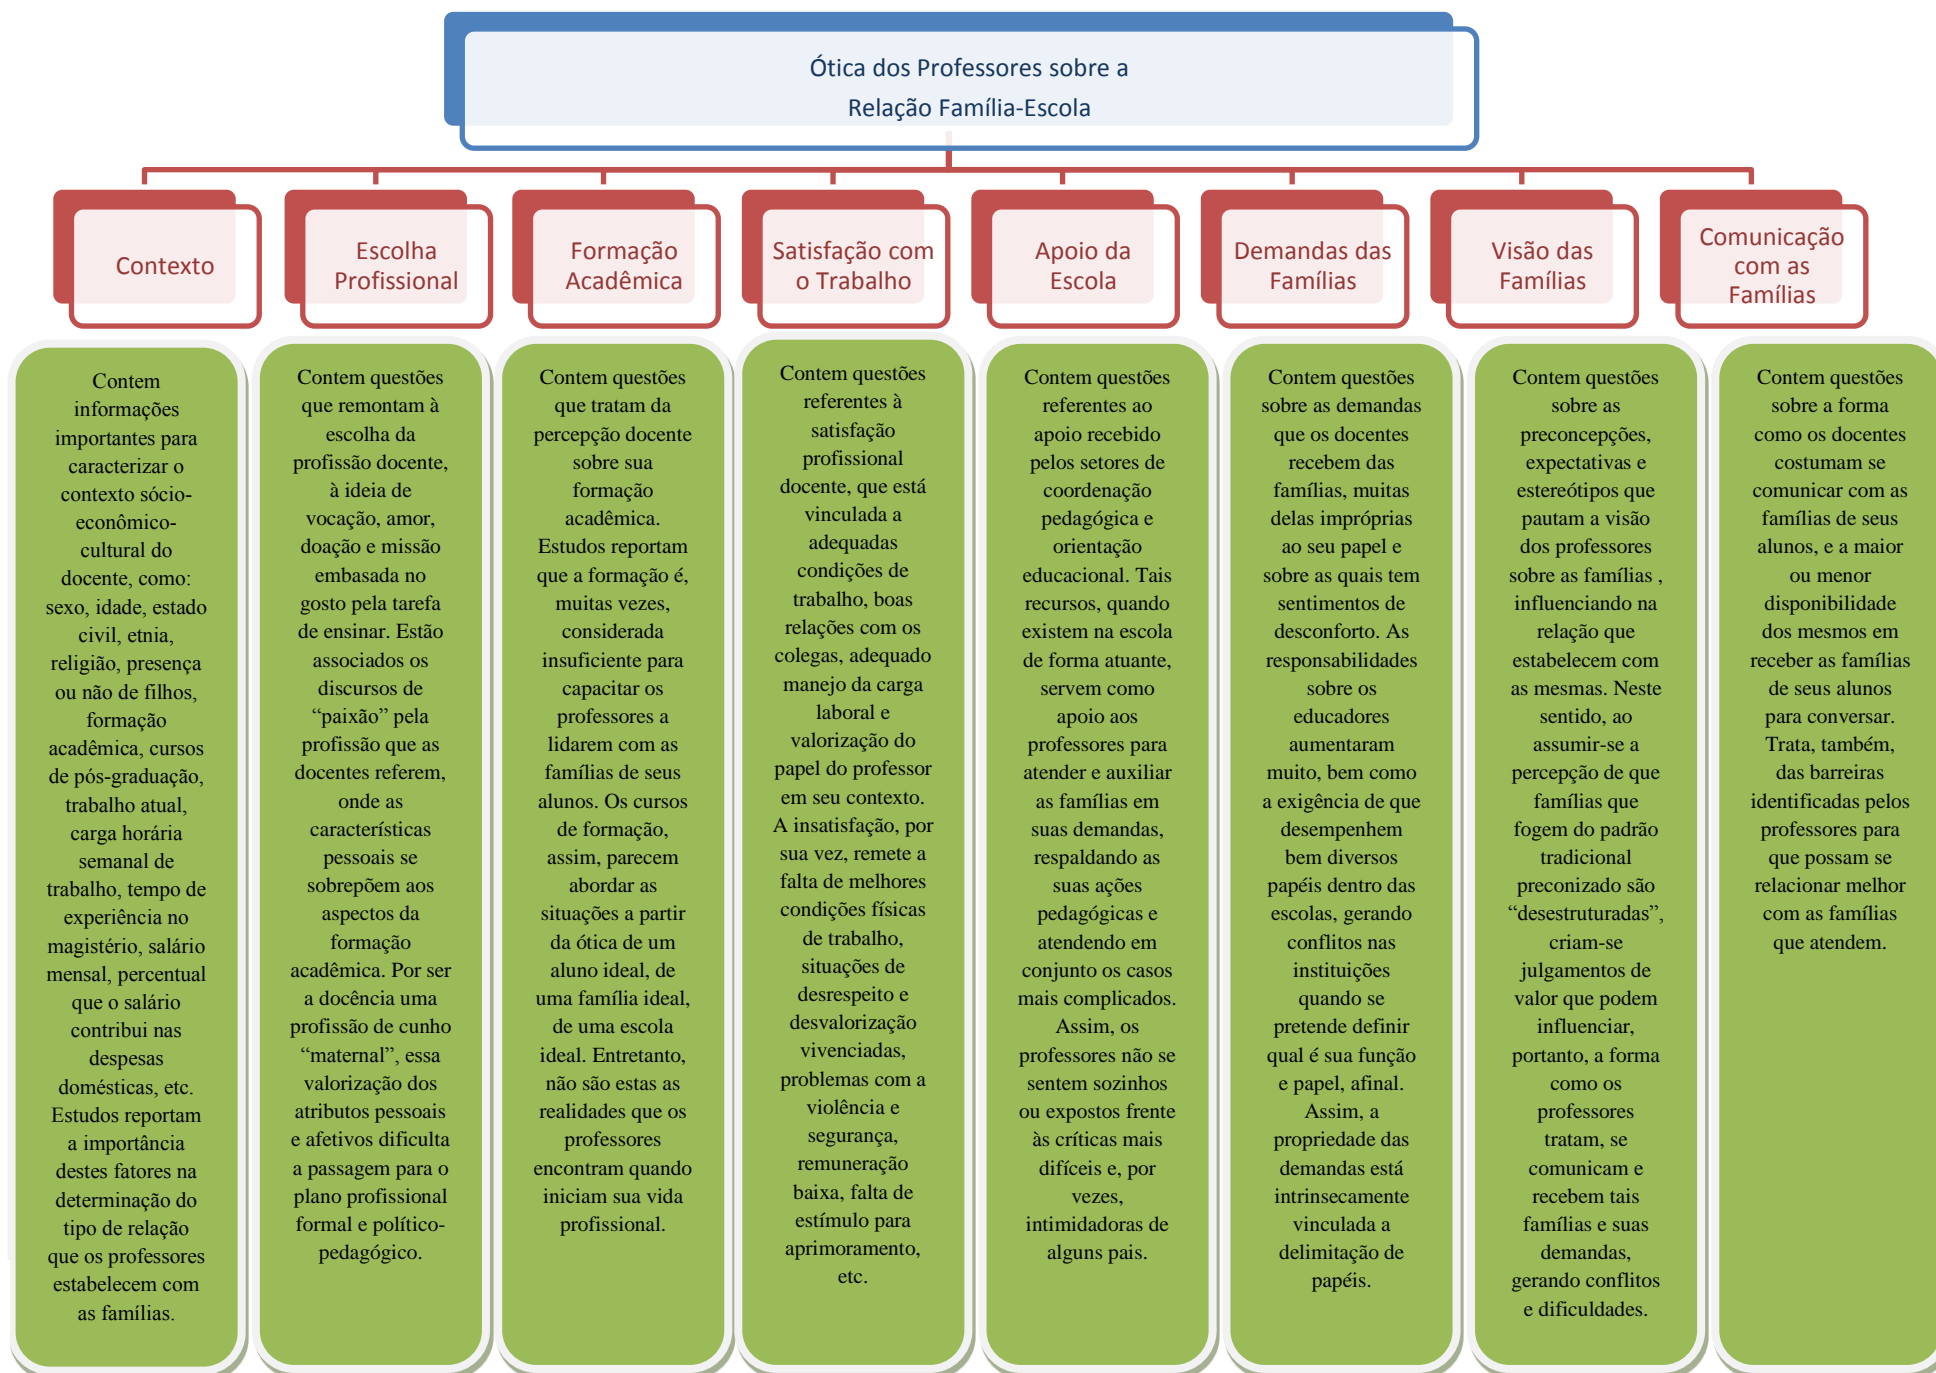 Ótica dos Professores sobre a
Relação Família-Escola
Contexto
Escolha
Profissional
Formação
Acadêmica
Satisfação com
o Trabalho
Apoio da
Escola
Demandas das
Famílias
Visão das
Famílias
Comunicação
com as
Famílias
Contem
informações
importantes para
caracterizar o
contexto sócio-
econômico-
cultural do
docente, como:
sexo, idade, estado
civil, etnia,
religião, presença
ou não de filhos,
formação
acadêmica, cursos
de pós-graduação,
trabalho atual,
carga horária
semanal de
trabalho, tempo de
experiência no
magistério, salário
mensal, percentual
que o salário
contribui nas
despesas
domésticas, etc.
Estudos reportam
a importância
destes fatores na
determinação do
tipo de relação
que os professores
estabelecem com
as famílias.
Contem questões
que remontam à
escolha da
profissão docente,
à ideia de
vocação, amor,
doação e missão
embasada no
gosto pela tarefa
de ensinar. Estão
associados os
discursos de
“paixão” pela
profissão que as
docentes referem,
onde as
características
pessoais se
sobrepõem aos
aspectos da
formação
acadêmica. Por ser
a docência uma
profissão de cunho
“maternal”, essa
valorização dos
atributos pessoais
e afetivos dificulta
a passagem para o
plano profissional
formal e político-
pedagógico.
Contem questões
que tratam da
percepção docente
sobre sua
formação
acadêmica.
Estudos reportam
que a formação é,
muitas vezes,
considerada
insuficiente para
capacitar os
professores a
lidarem com as
famílias de seus
alunos. Os cursos
de formação,
assim, parecem
abordar as
situações a partir
da ótica de um
aluno ideal, de
uma família ideal,
de uma escola
ideal. Entretanto,
não são estas as
realidades que os
professores
encontram quando
iniciam sua vida
profissional.
Contem questões
referentes à
satisfação
profissional
docente, que está
vinculada a
adequadas
condições de
trabalho, boas
relações com os
colegas, adequado
manejo da carga
laboral e
valorização do
papel do professor
em seu contexto.
A insatisfação, por
sua vez, remete a
falta de melhores
condições físicas
de trabalho,
situações de
desrespeito e
desvalorização
vivenciadas,
problemas com a
violência e
segurança,
remuneração
baixa, falta de
estímulo para
aprimoramento,
etc.
Contem questões
referentes ao
apoio recebido
pelos setores de
coordenação
pedagógica e
orientação
educacional. Tais
recursos, quando
existem na escola
de forma atuante,
servem como
apoio aos
professores para
atender e auxiliar
as famílias em
suas demandas,
respaldando as
suas ações
pedagógicas e
atendendo em
conjunto os casos
mais complicados.
Assim, os
professores não se
sentem sozinhos
ou expostos frente
às críticas mais
difíceis e, por
vezes,
intimidadoras de
alguns pais.
Contem questões
sobre as demandas
que os docentes
recebem das
famílias, muitas
delas impróprias
ao seu papel e
sobre as quais tem
sentimentos de
desconforto. As
responsabilidades
sobre os
educadores
aumentaram
muito, bem como
a exigência de que
desempenhem
bem diversos
papéis dentro das
escolas, gerando
conflitos nas
instituições
quando se
pretende definir
qual é sua função
e papel, afinal.
Assim, a
propriedade das
demandas está
intrinsecamente
vinculada a
delimitação de
papéis.
Contem questões
sobre as
preconcepções,
expectativas e
estereótipos que
pautam a visão
dos professores
sobre as famílias ,
influenciando na
relação que
estabelecem com
as mesmas. Neste
sentido, ao
assumir-se a
percepção de que
famílias que
fogem do padrão
tradicional
preconizado são
“desestruturadas”,
criam-se
julgamentos de
valor que podem
influenciar,
portanto, a forma
como os
professores
tratam, se
comunicam e
recebem tais
famílias e suas
demandas,
gerando conflitos
e dificuldades.
Contem questões
sobre a forma
como os docentes
costumam se
comunicar com as
famílias de seus
alunos, e a maior
ou menor
disponibilidade
dos mesmos em
receber as famílias
de seus alunos
para conversar.
Trata, também,
das barreiras
identificadas pelos
professores para
que possam se
relacionar melhor
com as famílias
que atendem.